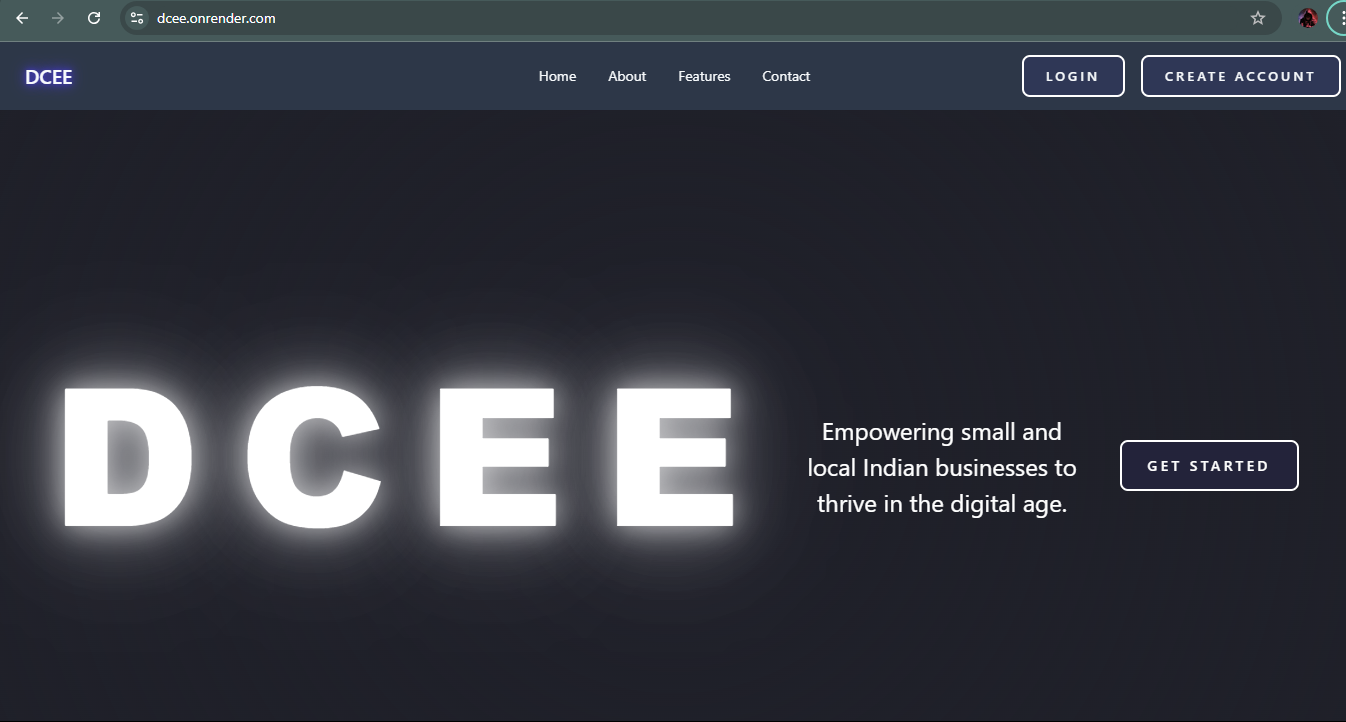 dcee.onrender.com
DCEE
Home
About
Features
Contact
LOGIN
CREATE ACCOUNT
DCEE
Empowering small and
local Indian businesses to
thrive in the digital age.
GET STARTED